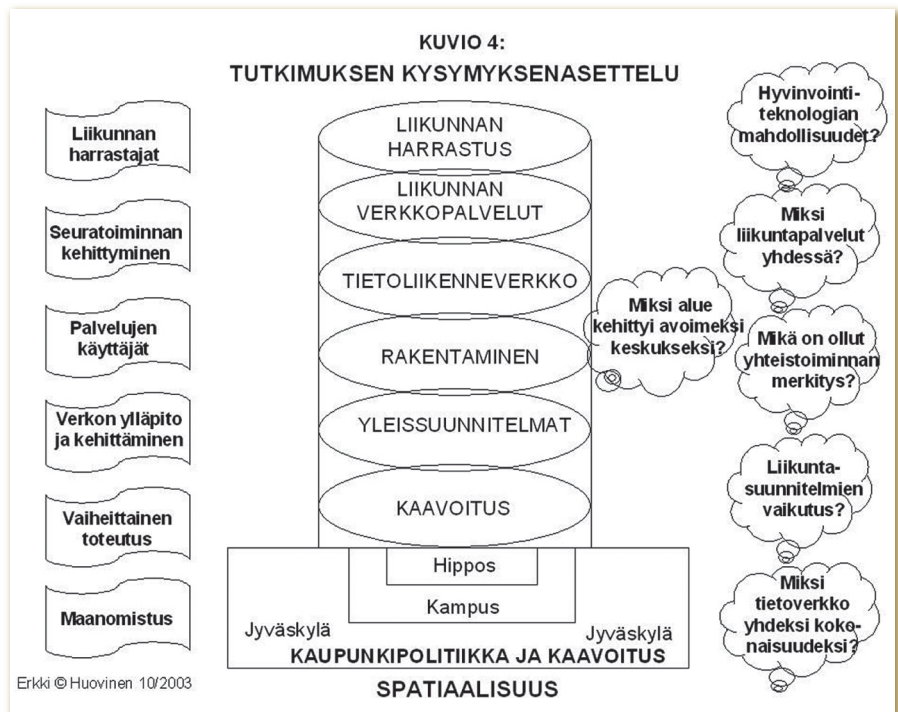 KUVIO 4:
TUTKIMUKSEN KYSYMYKSENASETTELU
Liikunnan
harrastajat
Seuratoiminnan
kehittyminen
Palvelujen
käyttäjät
Verkon ylläpito
ja kehittäminen
Vaiheittainen
toteutus
Maanomistus
LIIKUNNAN
HARRASTUS
LIIKUNNAN
VERKKOPALVELUT
TIETOLIIKENNEVERKKO
RAKENTAMINEN
YLEISSUUNNITELMAT
KAAVOITUS
Hippos
Kampus
Jyväskylä
Jyväskylä
KAUPUNKIPOLITIIKKA JA KAAVOITUS
SPATIAALISUUS
Miksi alue
kehittyi avoimeksi
keskukseksi?
Hyvinvointi-
teknologian
mahdollisuudet?
Miksi
liikuntapalvelut
yhdessä?
Mikä on ollut
yhteistoiminnan
merkitys?
Liikunta-
suunnitelmien
vaikutus?
Miksi
tietoverkko
yhdeksi koko-
naisuudeksi?
Erkki © Huovinen 10/2003